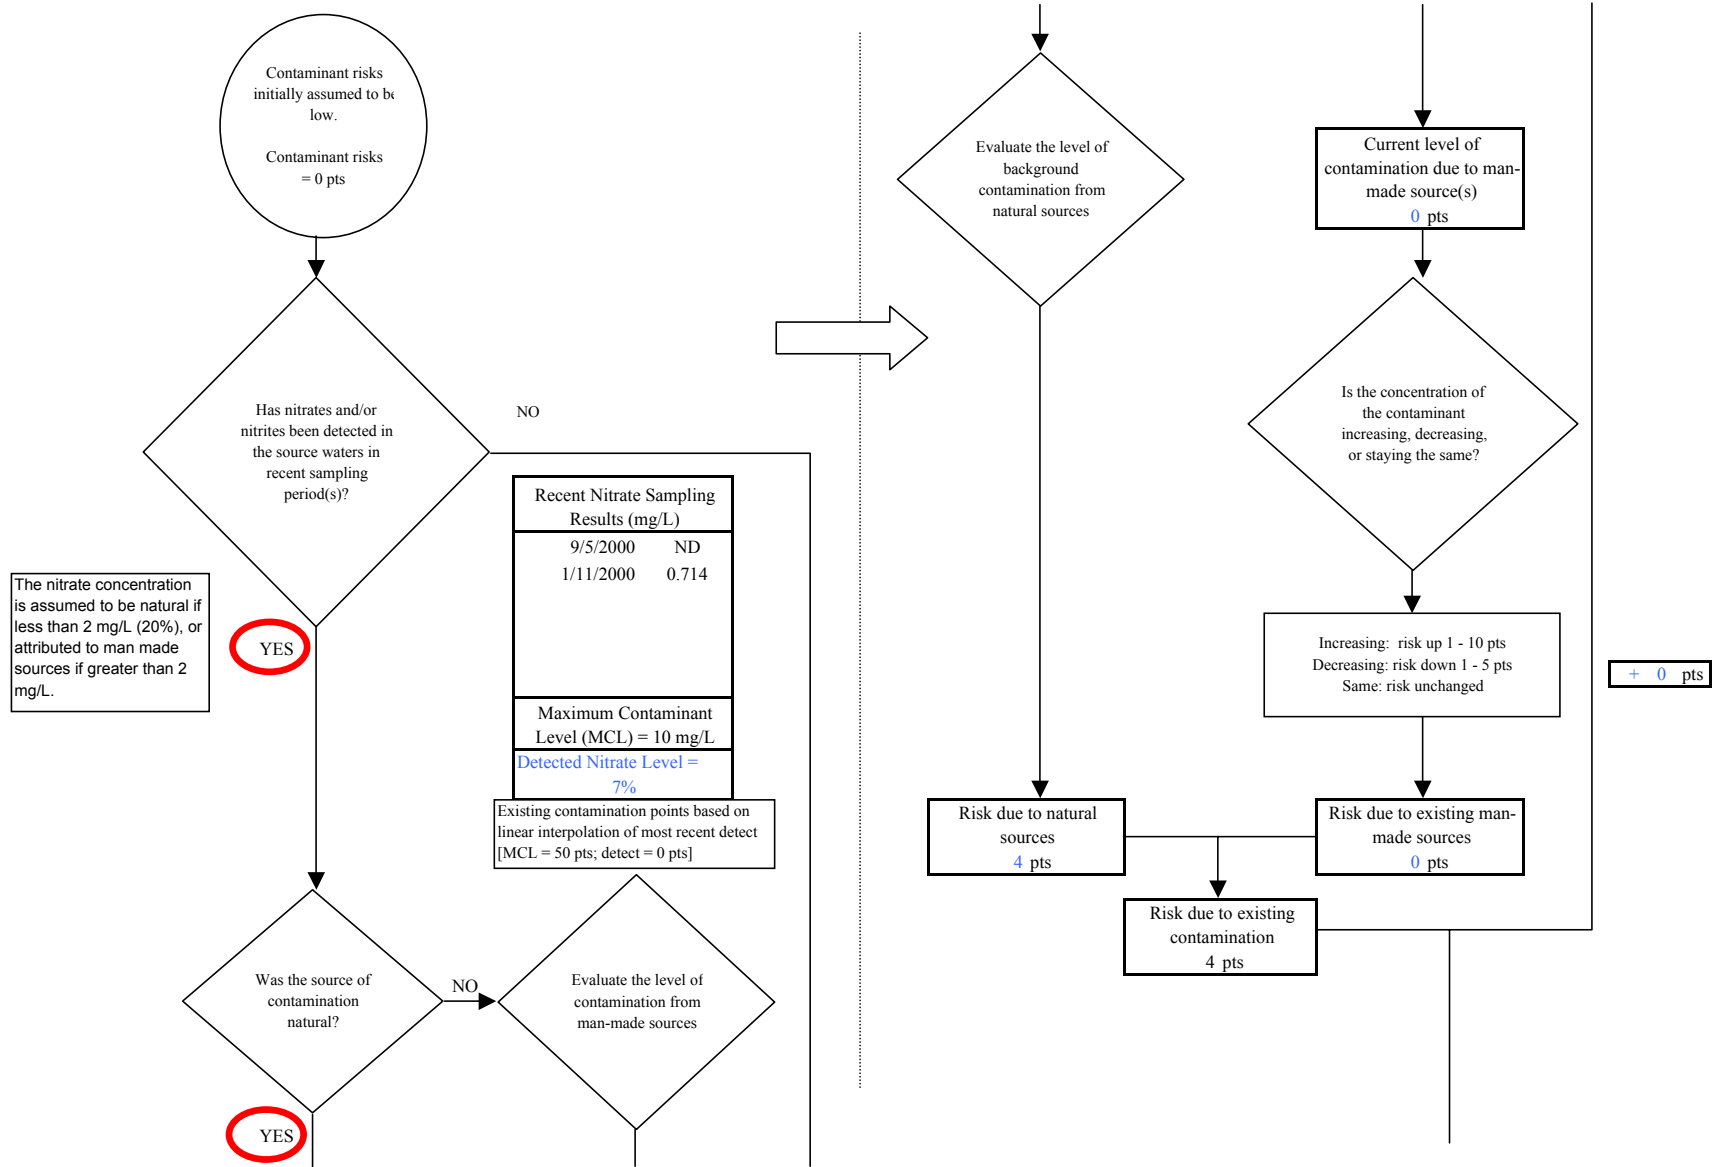 Contaminant risks
initially assumed to be
low.
Contaminant risks
= 0 pts
Has nitrates and/or
nitrites been detected in
the source waters in
recent sampling
period(s)?
NO
Recent Nitrate Sampling
Results (mg/L)
9/5/2000 ND
1/11/2000 0.714
Maximum Contaminant
Level (MCL) = 10 mg/L
Detected Nitrate Level =
7%
Existing contamination points based on
linear interpolation of most recent detect
[MCL = 50 pts; detect = 0 pts]
The nitrate concentration
is assumed to be natural if
less than 2 mg/L (20%), or
attributed to man made
sources if greater than 2
mg/L.
YES
Was the source of
contamination
natural?
NO
Evaluate the level of
contamination from
man-made sources
YES
Evaluate the level of
background
contamination from
natural sources
Current level of
contamination due to man-
made source(s)
0 pts
Is the concentration of
the contaminant
increasing, decreasing,
or staying the same?
Increasing: risk up 1 - 10 pts
Decreasing: risk down 1 - 5 pts
Same: risk unchanged
+ 0 pts
Risk due to natural
sources
4 pts
Risk due to existing man-
made sources
0 pts
Risk due to existing
contamination
4 pts